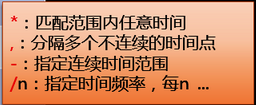 *：匹配范围内任意时间
,：分隔多个不连续的时间点
-：指定连续时间范围
/n：指定时间频率，每n ...